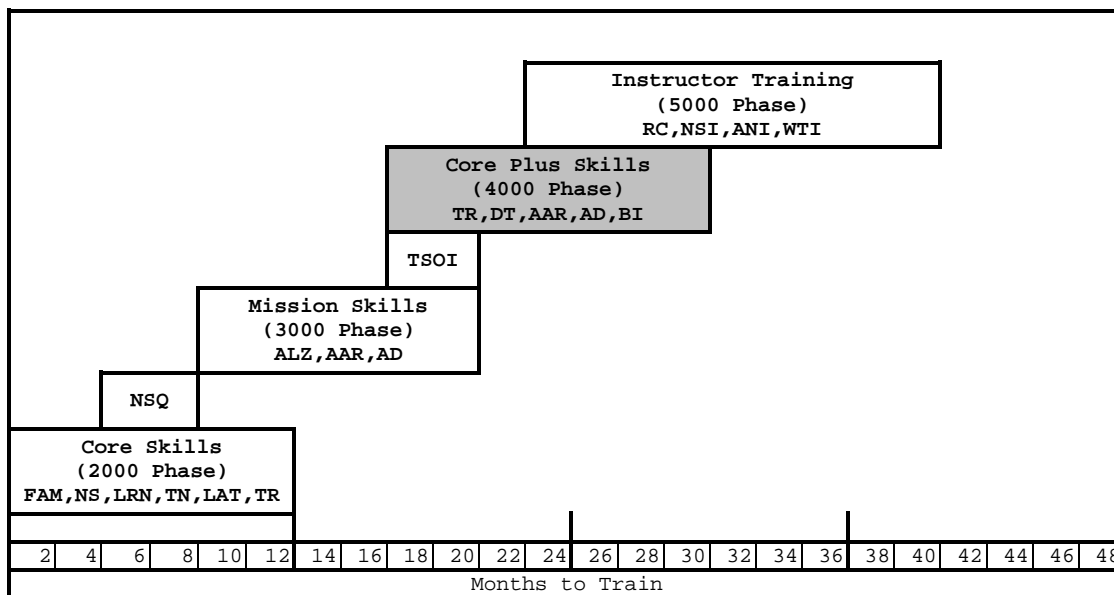 Instructor Training
(5000 Phase)
RC,NSI,ANI,WTI
Core Plus Skills
(4000 Phase)
TR,DT,AAR,AD,BI
TSOI
Mission Skills
(3000 Phase)
ALZ,AAR,AD
NSQ
Core Skills
(2000 Phase)
FAM,NS,LRN,TN,LAT,TR
2 4 6 8 10 12 14 16 18 20 22 24 26 28 30 32 34 36 38 40 42 44 46 48
Months to Train